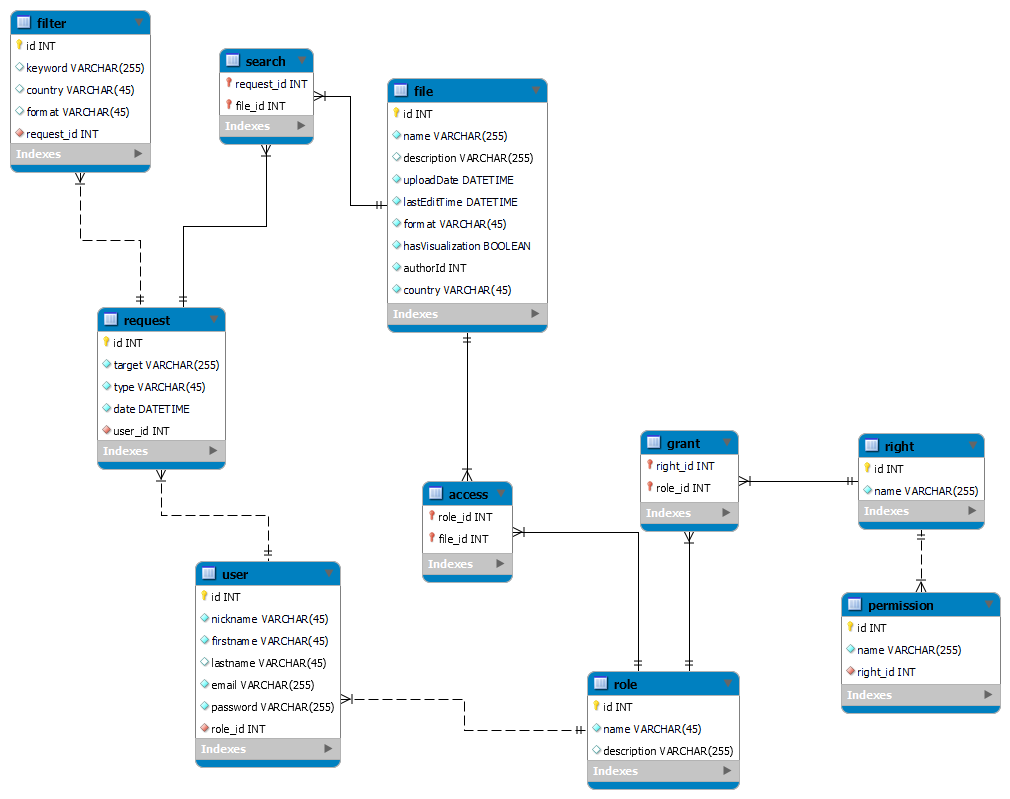 filter
id INT
keyword VARCHAR(255)
country VARCHAR(45)
format VARCHAR(45)
request_id INT
Indexes
search
request_id INT
file_id INT
Indexes
file
id INT
name VARCHAR(255)
description VARCHAR(255)
uploadDate DATETIME
lastEditTime DATETIME
format VARCHAR(45)
hasVisualization BOOLEAN
authorId INT
country VARCHAR(45)
Indexes
request
id INT
target VARCHAR(255)
type VARCHAR(45)
date DATETIME
user_id INT
Indexes
access
role_id INT
file_id INT
Indexes
grant
right_id INT
role_id INT
Indexes
right
id INT
name VARCHAR(255)
Indexes
permission
id INT
name VARCHAR(255)
right_id INT
Indexes
user
id INT
nickname VARCHAR(45)
firstname VARCHAR(45)
lastname VARCHAR(45)
email VARCHAR(255)
password VARCHAR(255)
role_id INT
Indexes
role
id INT
name VARCHAR(45)
description VARCHAR(255)
Indexes